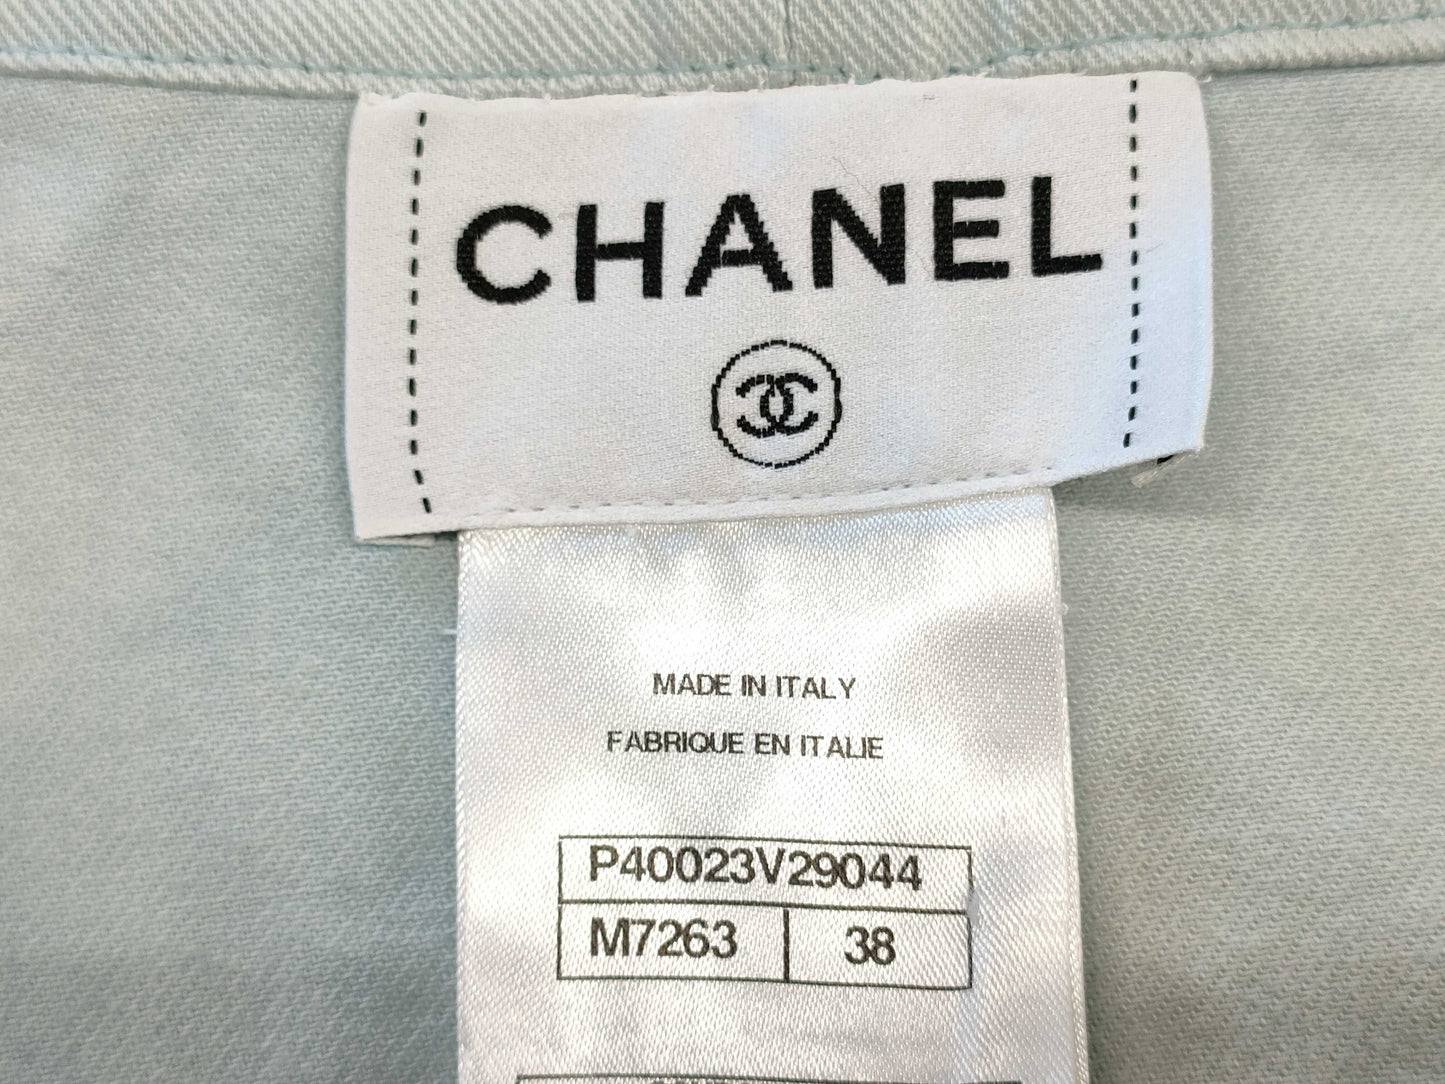 CHANEL
MADE IN ITALY
FABRIQUE EN ITALIE
P40023V29044
M7263 38